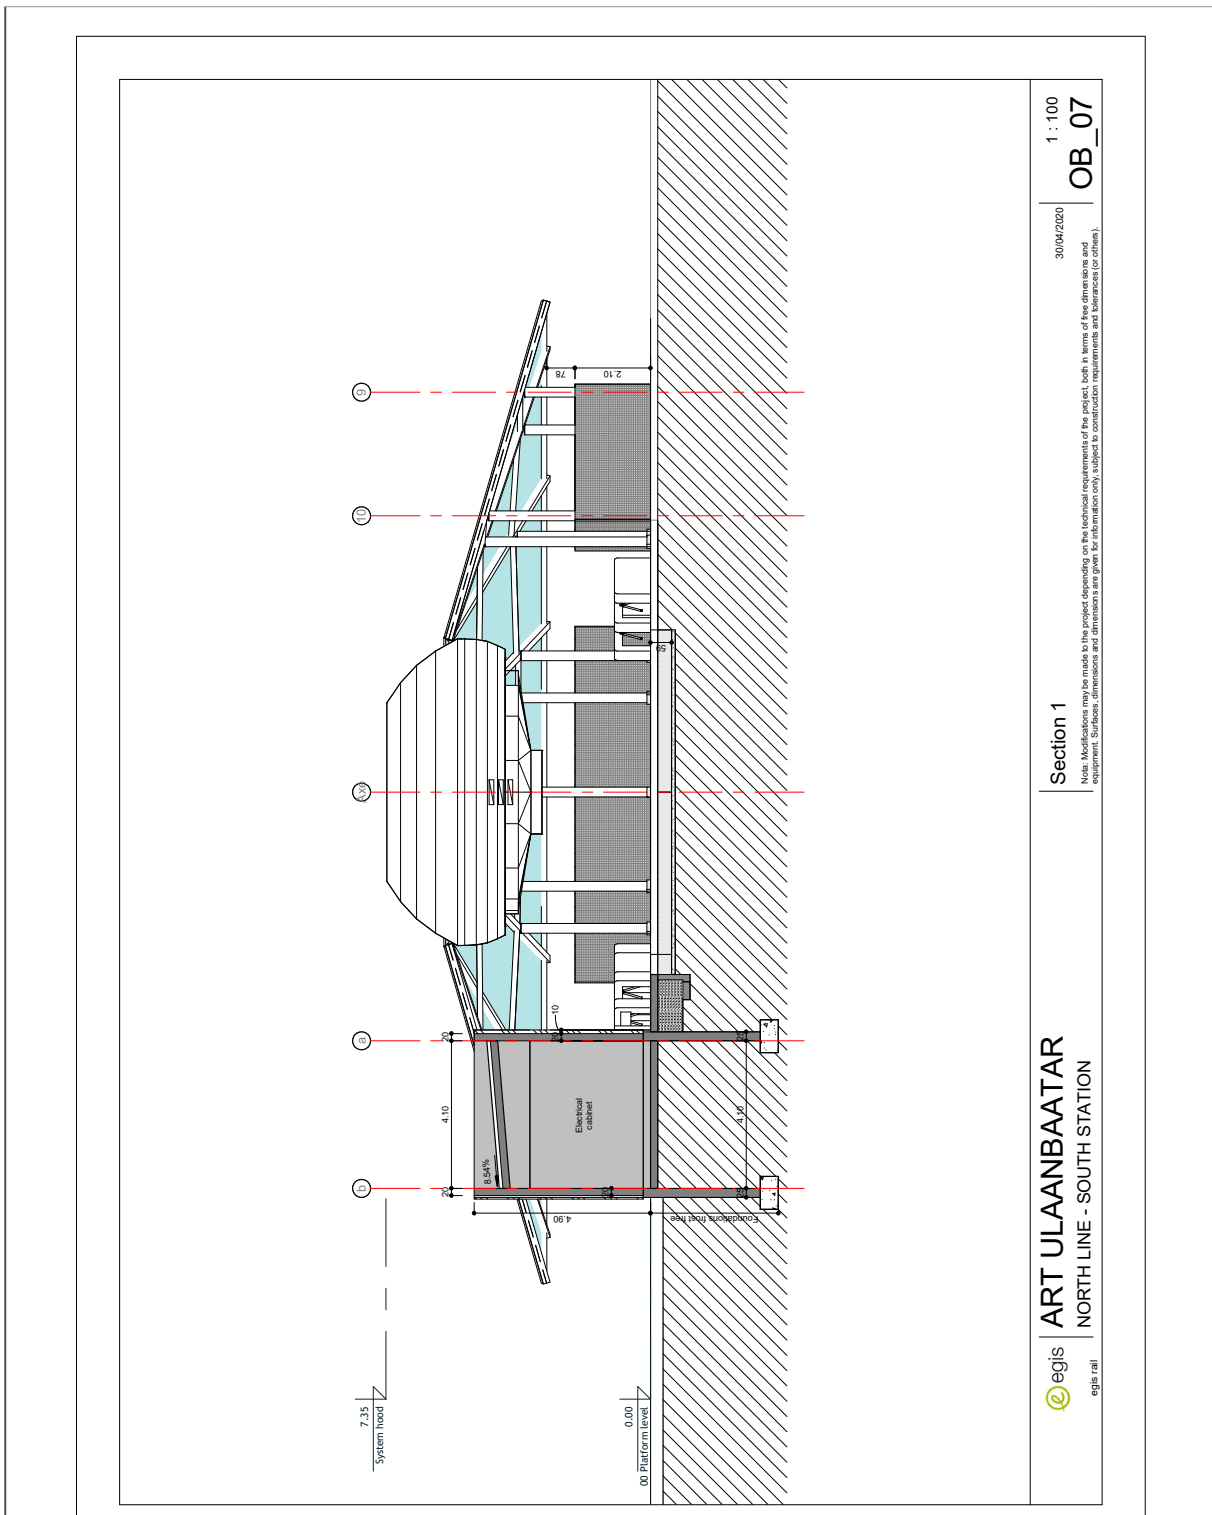 7.35
System hood
0.00
00 Platform level
b
a
Axe
10
9
20
4.10
20
8.54%
Electrical
cabinet
20
10
20
25
4.10
25
4.90
Foundations frost free
59
78
2.10
egis
egis rail
ART ULAANBAATAR
NORTH LINE - SOUTH STATION
Section 1
Nota: Modifications may be made to the project depending on the technical requirements of the project, both in terms of free dimensions and
equipment. Surfaces, dimensions and dimensions are given for information only, subject to construction requirements and tolerances (or others).
30/04/2020
1 : 100
OB_07